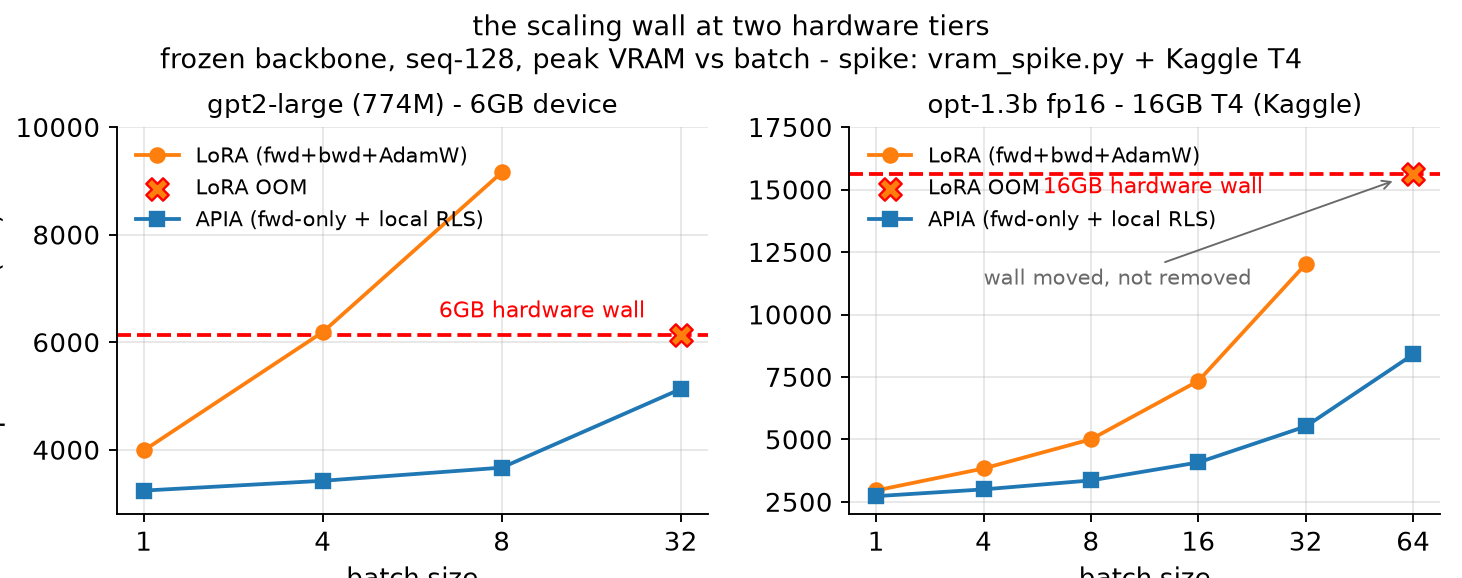 the scaling wall at two hardware tiers
frozen backbone, seq-128, peak VRAM vs batch - spike: vram_spike.py + Kaggle T4
gpt2-large (774M) - 6GB device
10000
8000
6000
4000
LoRA (fwd+bwd+AdamW)
LoRA OOM
APIA (fwd-only + local RLS)
6GB hardware wall
1 4 8 32
batch size
opt-1.3b fp16 - 16GB T4 (Kaggle)
17500
15000
12500
10000
7500
5000
2500
LoRA (fwd+bwd+AdamW)
LoRA OOM
16GB hardware wall
APIA (fwd-only + local RLS)
wall moved, not removed
1 4 8 16 32 64
batch size